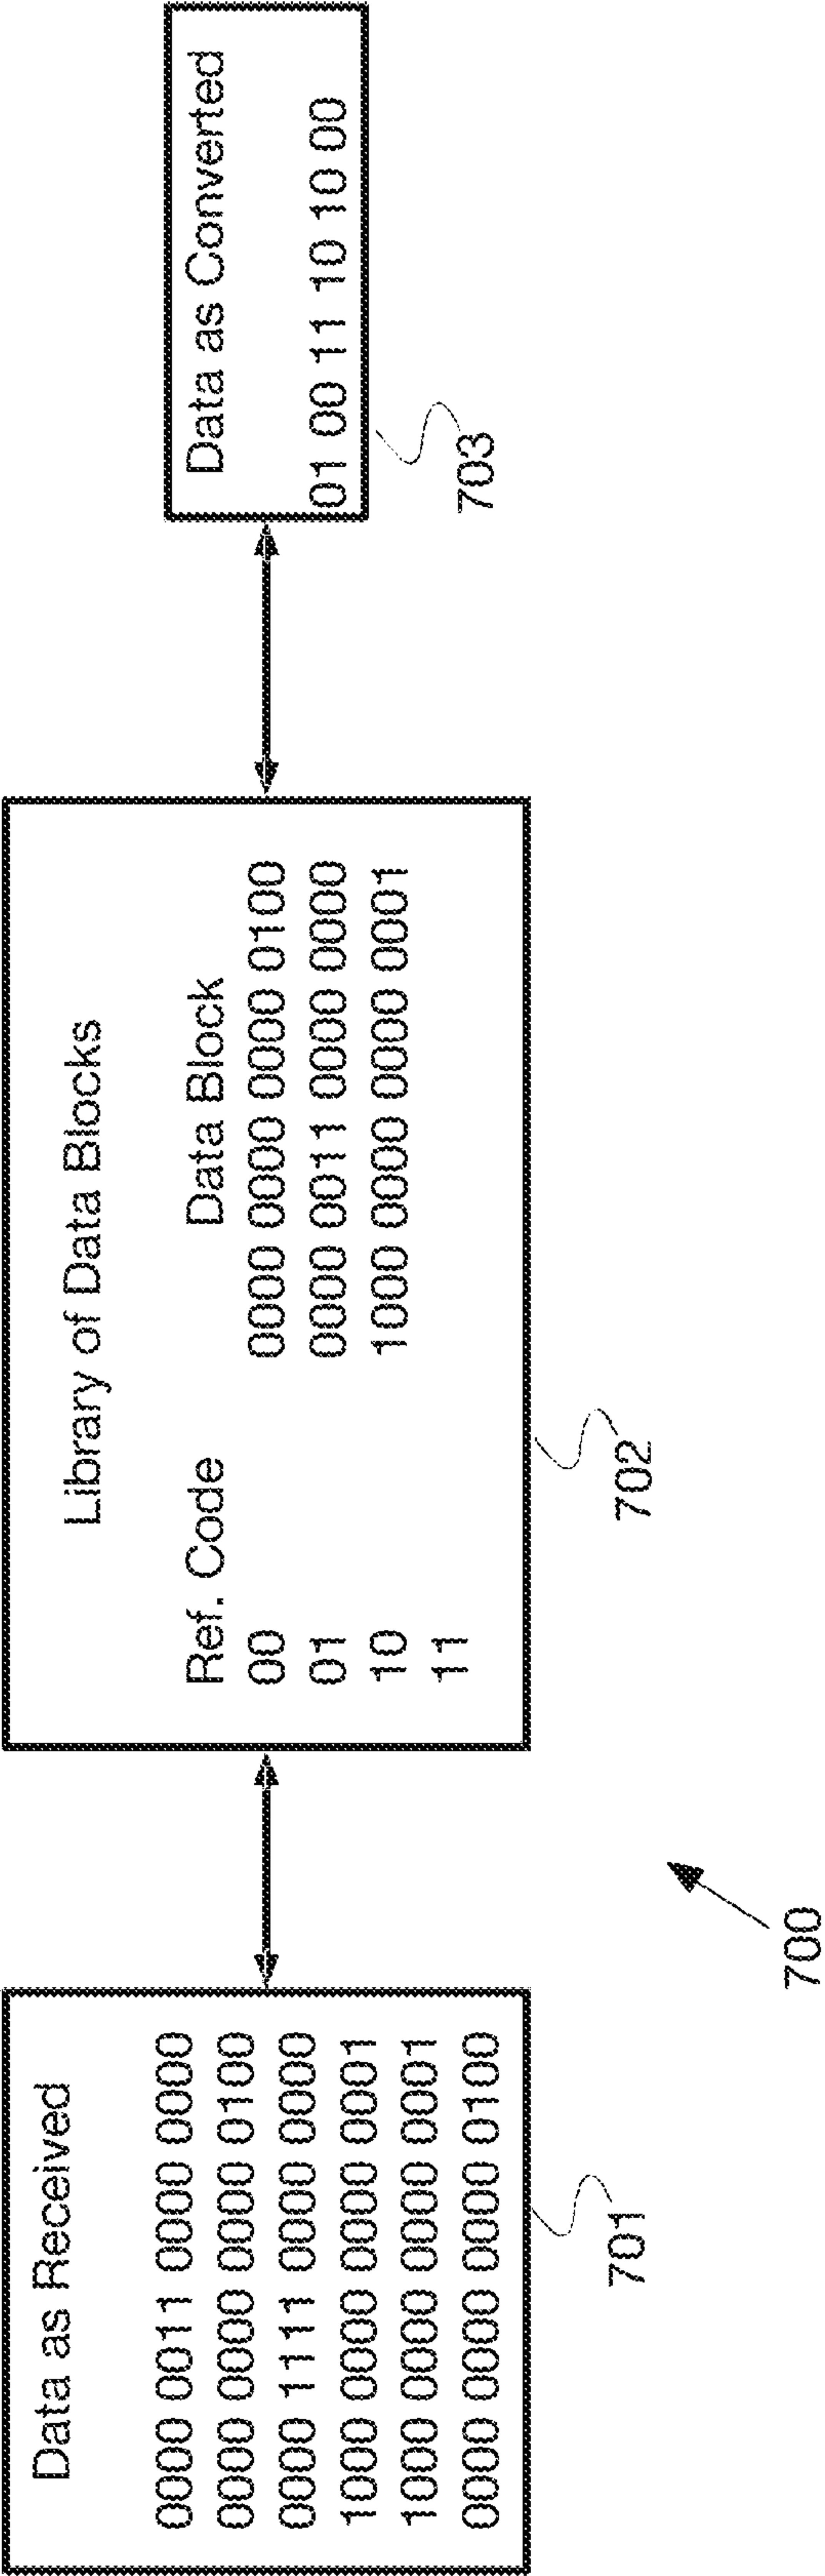 Data as Received
0000 0011 0000 0000
0000 0000 0000 0100
0000 1111 0000 0000
1000 0000 0000 0001
1000 0000 0000 0001
0000 0000 0000 0100
701
700
Library of Data Blocks
Ref. Code Data Block
00 0000 0000 0000 0100
01 0000 0011 0000 0000
10 1000 0000 0000 0001
11
702
Data as Converted
01 00 11 10 10 00
703